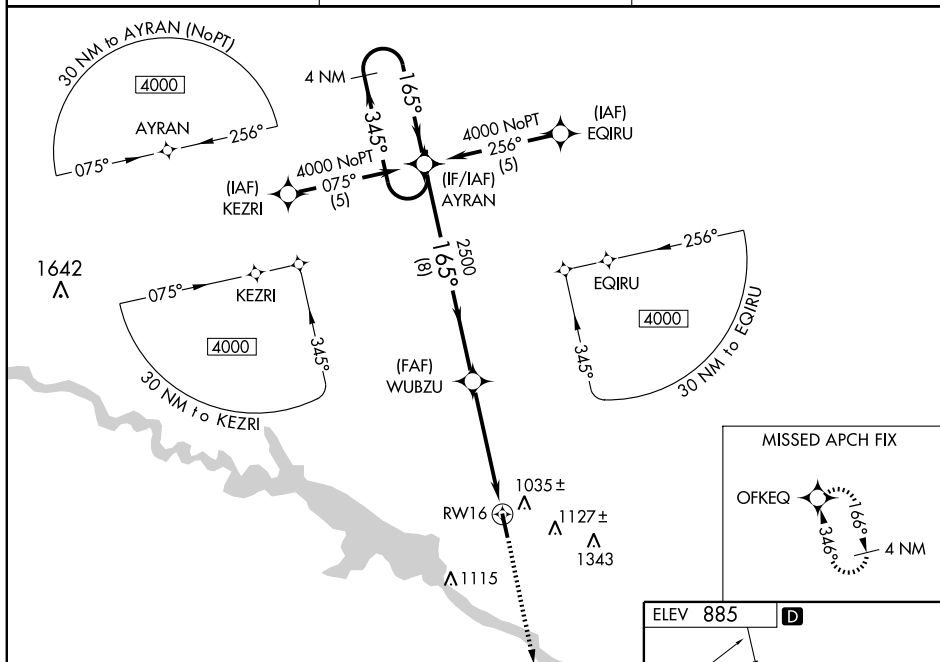 30 NM to AYRAN (NoPT)
4000
AYRAN
075°
256°
4 NM
165°
345°
(IAF)
EQIRU
4000 NoPT
256°
(5)
4000 NoPT
075°
(5)
(IAF)
KEZRI
(IF/IAF)
AYRAN
2500
165°
(8)
1642
075°
KEZRI
4000
345°
30 NM to KEZRI
256°
EQIRU
4000
345°
30 NM to EQIRU
(FAF)
WUBZU
RW16
1035±
1127±
1343
1115
MISSED APCH FIX
OFKEQ
166°
346°
4 NM
ELEV 885
D